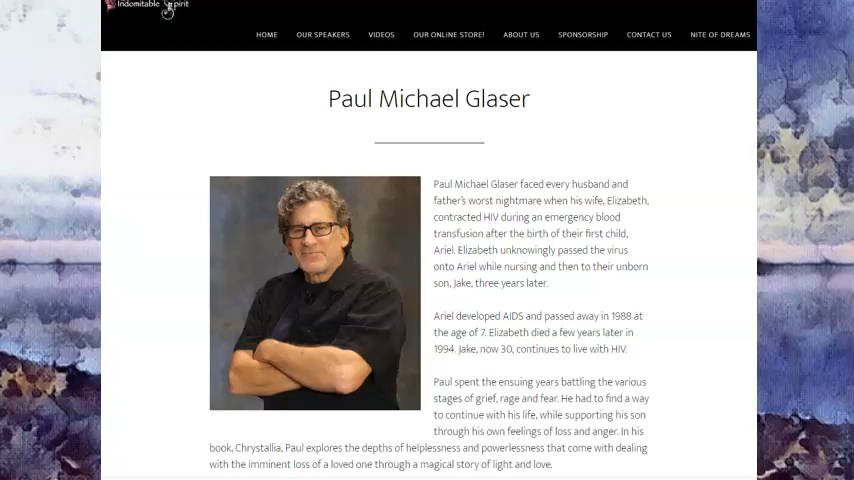 Indomitable Spirit
HOME OUR SPEAKERS VIDEOS OUR ONLINE STORE! ABOUT US SPONSORSHIP CONTACT US NITE OF DREAMS
Paul Michael Glaser
Paul Michael Glaser faced every husband and
father's worst nightmare when his wife, Elizabeth,
contracted HIV during an emergency blood
transfusion after the birth of their first child,
Ariel. Elizabeth unknowingly passed the virus
onto Ariel while nursing and then to their unborn
son, Jake, three years later.
Ariel developed AIDS and passed away in 1988 at
the age of 7. Elizabeth died a few years later in
1994. Jake, now 30, continues to live with HIV.
Paul spent the ensuing years battling the various
stages of grief, rage and fear. He had to find a way
to continue with his life, while supporting his son
through his own feelings of loss and anger. In his
book, Chrystallia, Paul explores the depths of helplessness and powerlessness that come with dealing
with the imminent loss of a loved one through a magical story of light and love.